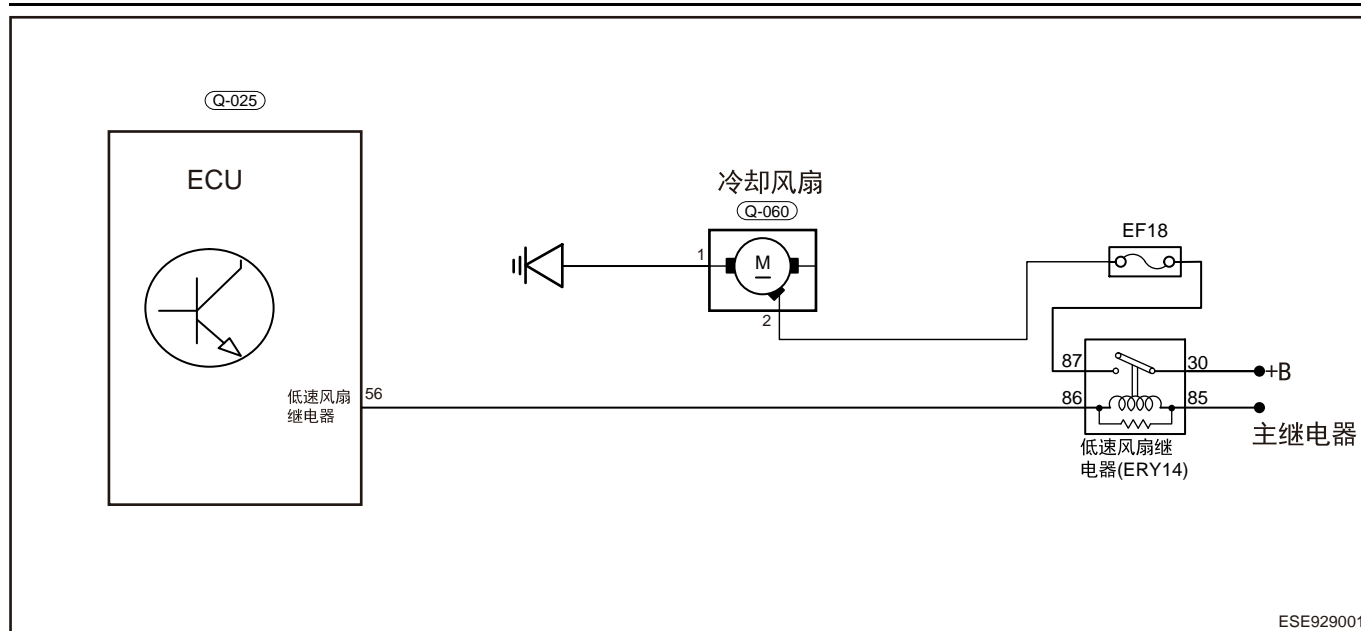 Q-025
ECU
冷却风扇
Q-060
EF18
1
M
2
87
30
+B
低速风扇
继电器
56
86
85
主继电器
低速风扇继
电器(ERY14)
ESE929001